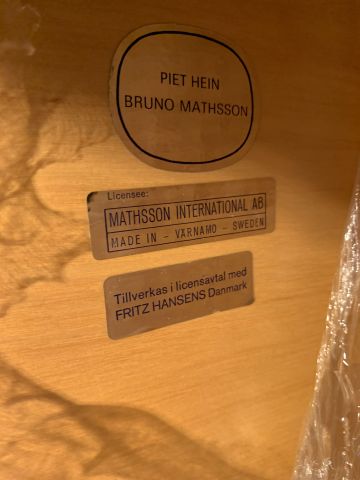 PIET HEIN
BRUNO MATHSSON
Licensee:
MATHSSON INTERNATIONAL AB
MADE IN - VÄRNAMO - SWEDEN
Tillverkas i licensavtal med
FRITZ HANSENS Danmark